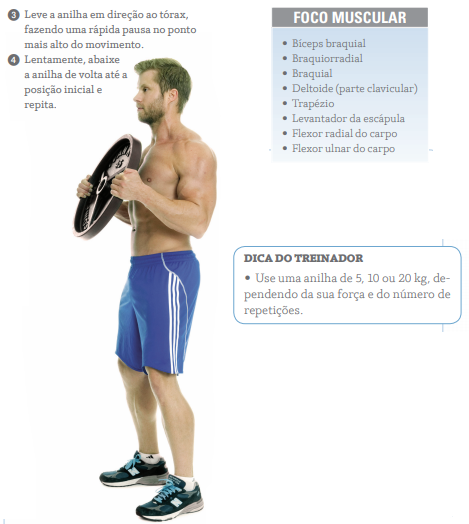 3 Leve a anilha em direção ao tórax,
fazendo uma rápida pausa no ponto
mais alto do movimento.
4 Lentamente, abaixe
a anilha de volta até a
posição inicial e
repita.
FOCO MUSCULAR
• Bíceps braquial
• Braquiorradial
• Braquial
• Deltoide (parte clavicular)
• Trapézio
• Levantador da escápula
• Flexor radial do carpo
• Flexor ulnar do carpo
DICA DO TREINADOR
• Use uma anilha de 5, 10 ou 20 kg, de-
pendendo da sua força e do número de
repetições.